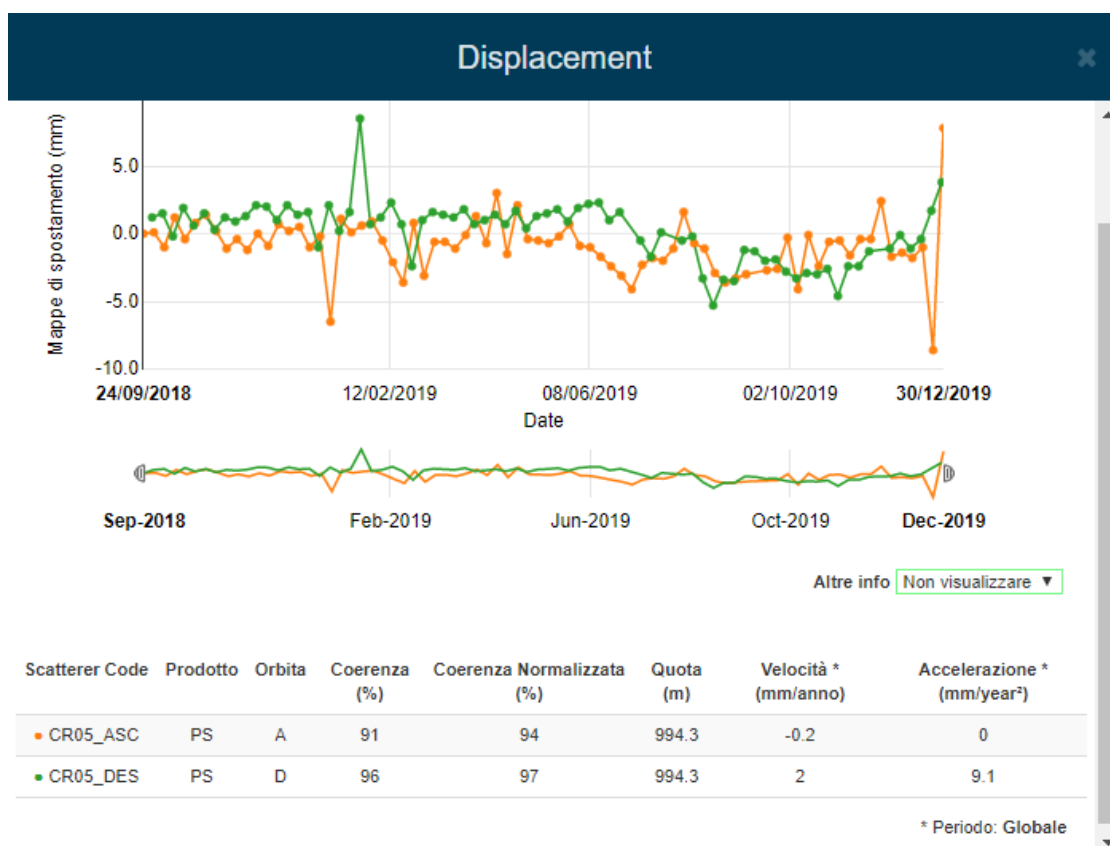 Displacement
Mappe di spostamento (mm)
5.0
0.0
-5.0
-10.0
24/09/2018 12/02/2019 08/06/2019 02/10/2019 30/12/2019
Date
Sep-2018 Feb-2019 Jun-2019 Oct-2019 Dec-2019
Altre info Non visualizzare ▼
Scatterer Code Prodotto Orbita Coerenza (%) Coerenza Normalizzata (%) Quota (m) Velocità * (mm/anno) Accelerazione * (mm/year²)
CR05_ASC PS A 91 94 994.3 -0.2 0
CR05_DES PS D 96 97 994.3 2 9.1
* Periodo: Globale